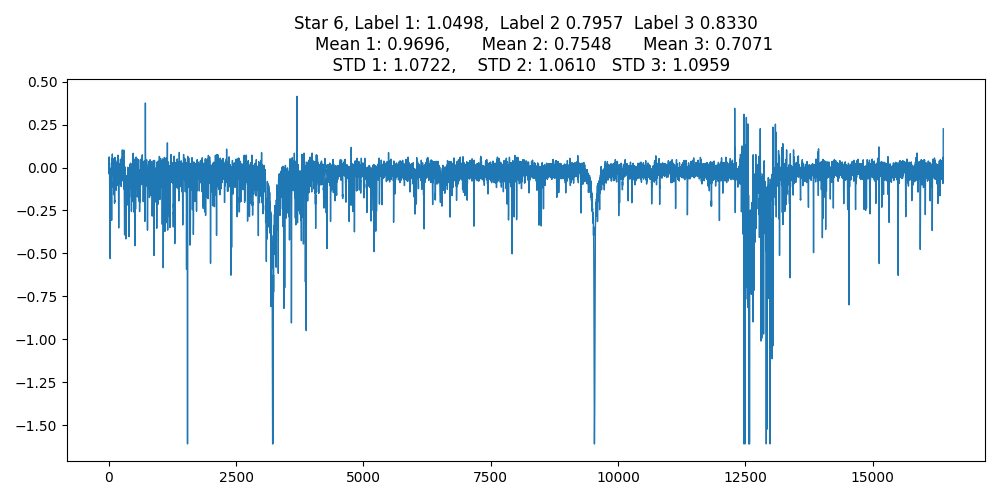 Star 6, Label 1: 1.0498, Label 2 0.7957 Label 3 0.8330
Mean 1: 0.9696, Mean 2: 0.7548 Mean 3: 0.7071
STD 1: 1.0722, STD 2: 1.0610 STD 3: 1.0959
0.50
0.25
0.00
−0.25
−0.50
−0.75
−1.00
−1.25
−1.50
0 2500 5000 7500 10000 12500 15000